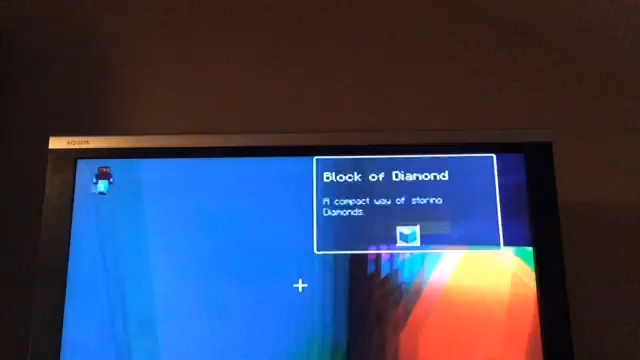 AQUOS
Block of Diamond
A compact way of storing
Diamonds.